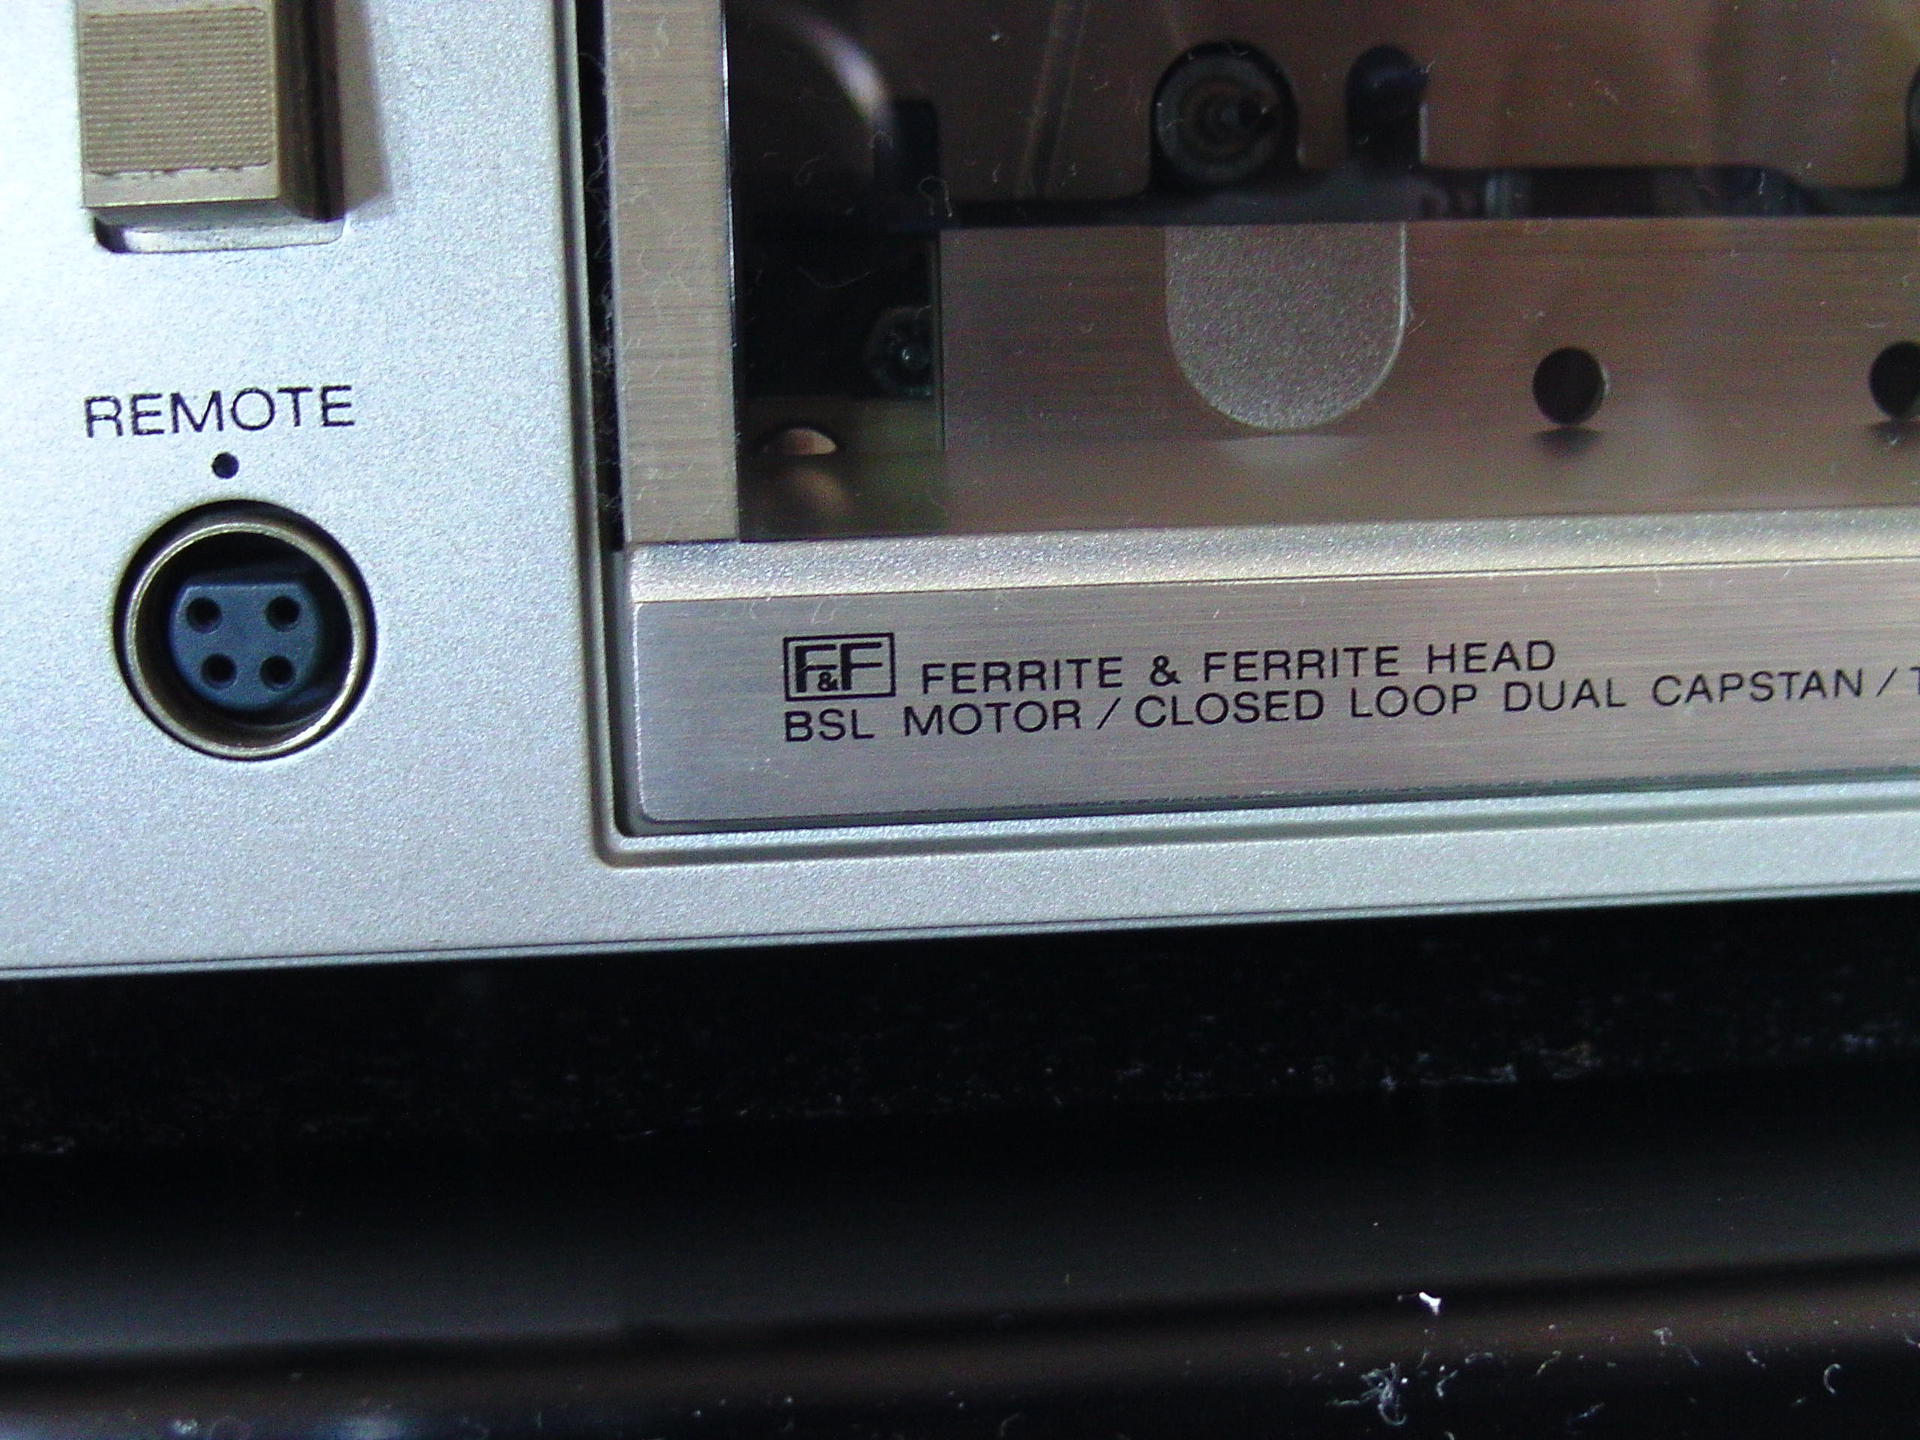 REMOTE
F&F FERRITE & FERRITE HEAD
BSL MOTOR / CLOSED LOOP DUAL CAPSTAN /